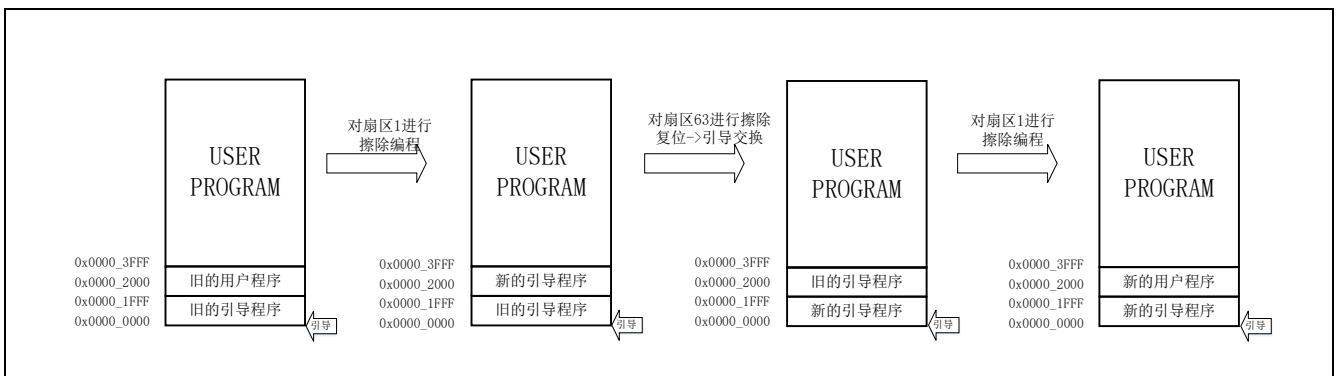 USER
PROGRAM
0x0000_3FFF
0x0000_2000
0x0000_1FFF
0x0000_0000
旧的用户程序
旧的引导程序
引导
对扇区1进行
擦除编程
USER
PROGRAM
0x0000_3FFF
0x0000_2000
0x0000_1FFF
0x0000_0000
新的引导程序
旧的引导程序
引导
对扇区63进行擦除
复位->引导交换
USER
PROGRAM
0x0000_3FFF
0x0000_2000
0x0000_1FFF
0x0000_0000
旧的引导程序
新的引导程序
引导
对扇区1进行
擦除编程
USER
PROGRAM
0x0000_3FFF
0x0000_2000
0x0000_1FFF
0x0000_0000
新的用户程序
新的引导程序
引导